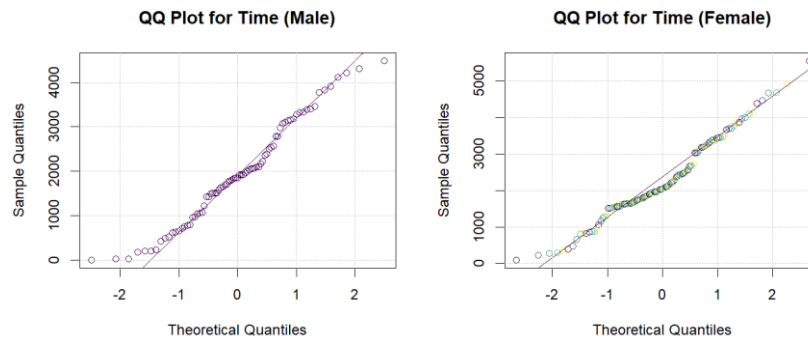 QQ Plot for Time (Male)
Sample Quantiles
4000
3000
2000
1000
0
-2 -1 0 1 2
Theoretical Quantiles
QQ Plot for Time (Female)
Sample Quantiles
5000
3000
1000
0
-2 -1 0 1 2
Theoretical Quantiles